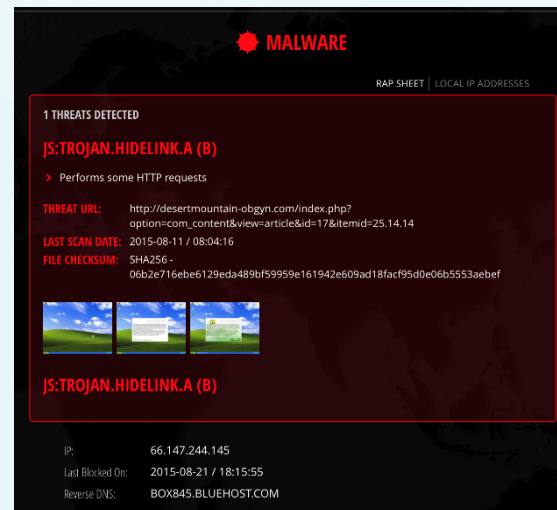 MALWARE
RAP SHEET | LOCAL IP ADDRESSES
1 THREATS DETECTED
JS:TROJAN.HIDELINK.A (B)
> Performs some HTTP requests
THREAT URL: http://desertmountain-obgyn.com/index.php?
option=com_content&view=article&id=17&itemid=25.14.14
LAST SCAN DATE: 2015-08-11 / 08:04:16
FILE CHECKSUM: SHA256 -
06b2e716ebe6129eda489bf59959e161942e609ad18facf95d0e06b5553aebef
JS:TROJAN.HIDELINK.A (B)
IP: 66.147.244.145
Last Blocked On: 2015-08-21 / 18:15:55
Reverse DNS: BOX845.BLUEHOST.COM